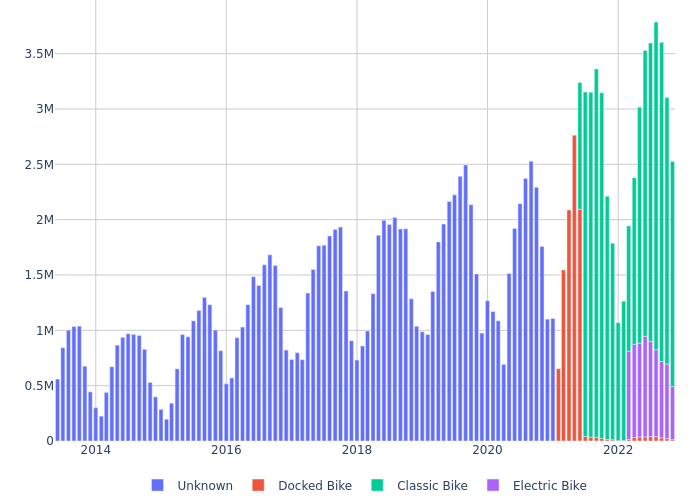 3.5M
3M
2.5M
2M
1.5M
1M
0.5M
0
2014 2016 2018 2020 2022
Unknown Docked Bike Classic Bike Electric Bike